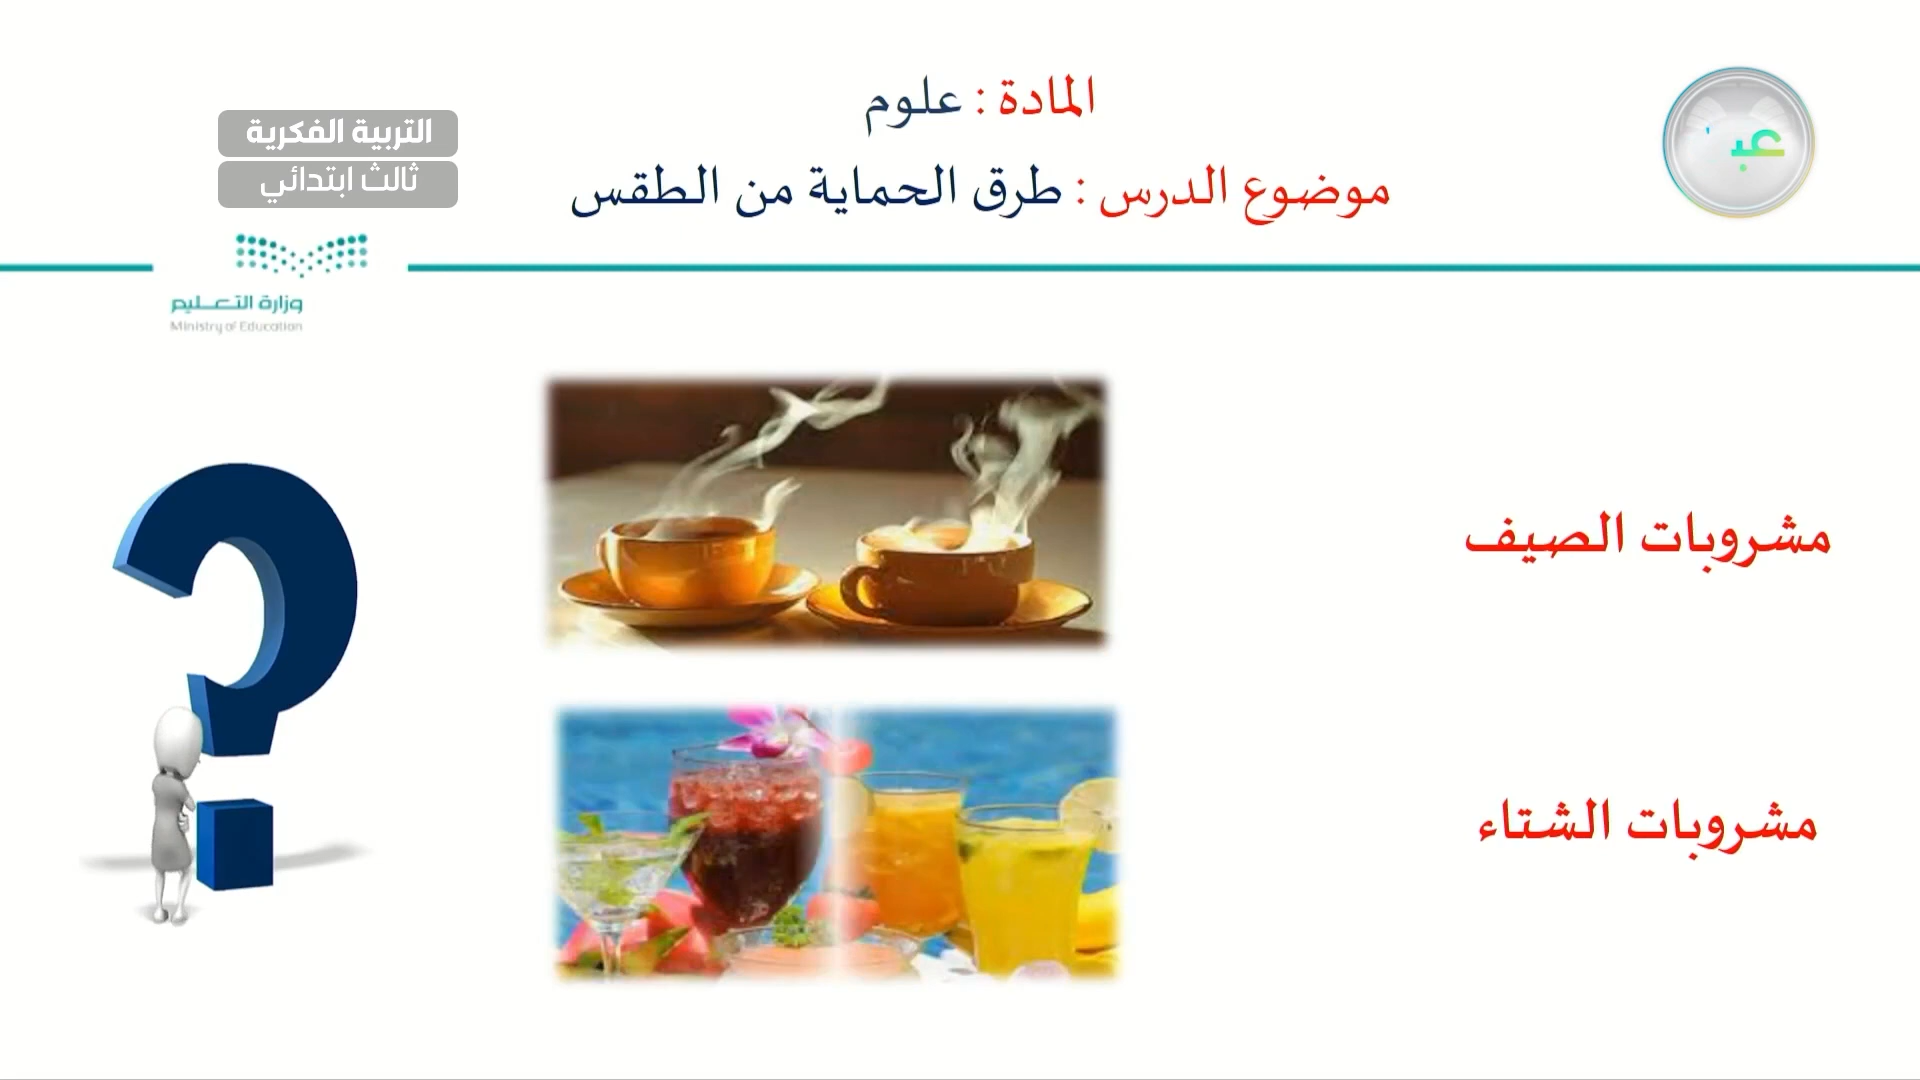 المادة : علوم
موضوع الدرس : طرق الحماية من الطقس
التربية الفكرية
ثالث ابتدائي
وزارة التعـليم
Ministry of Education
مشروبات الصيف
مشروبات الشتاء